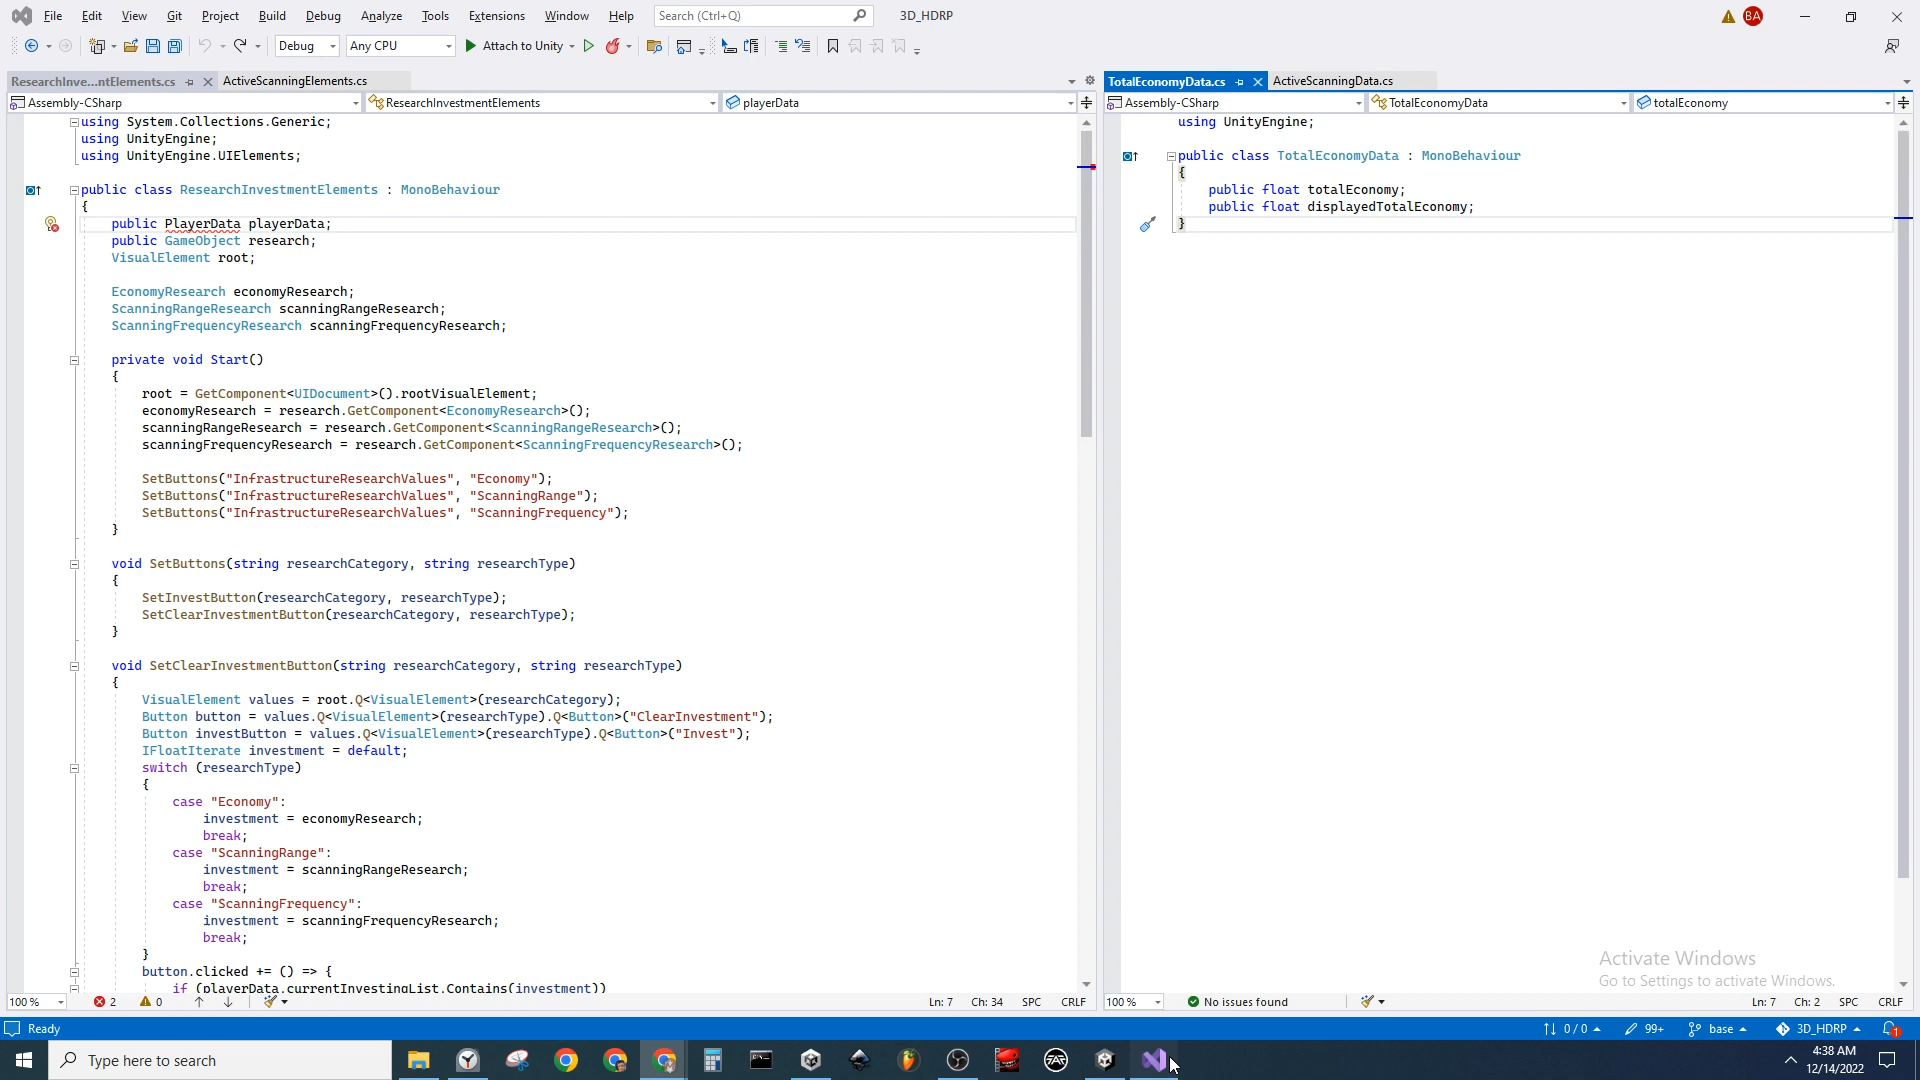 File Edit View Git Project Build Debug Analyze Tools Extensions Window Help Search (Ctrl+Q) 3D_HDRP BA
Debug Any CPU Attach to Unity
ResearchInve...ntElements.cs ActiveScanningElements.cs
Assembly-CSharp ResearchInvestmentElements playerData
using System.Collections.Generic;
using UnityEngine;
using UnityEngine.UIElements;
public class ResearchInvestmentElements : MonoBehaviour
{
public PlayerData playerData;
public GameObject research;
VisualElement root;
EconomyResearch economyResearch;
ScanningRangeResearch scanningRangeResearch;
ScanningFrequencyResearch scanningFrequencyResearch;
private void Start()
{
root = GetComponent<UIDocument>().rootVisualElement;
economyResearch = research.GetComponent<EconomyResearch>();
scanningRangeResearch = research.GetComponent<ScanningRangeResearch>();
scanningFrequencyResearch = research.GetComponent<ScanningFrequencyResearch>();
SetButtons("InfrastructureResearchValues", "Economy");
SetButtons("InfrastructureResearchValues", "ScanningRange");
SetButtons("InfrastructureResearchValues", "ScanningFrequency");
}
void SetButtons(string researchCategory, string researchType)
{
SetInvestButton(researchCategory, researchType);
SetClearInvestmentButton(researchCategory, researchType);
}
void SetClearInvestmentButton(string researchCategory, string researchType)
{
VisualElement values = root.Q<VisualElement>(researchCategory);
Button button = values.Q<VisualElement>(researchType).Q<Button>("ClearInvestment");
Button investButton = values.Q<VisualElement>(researchType).Q<Button>("Invest");
IFloatIterate investment = default;
switch (researchType)
{
case "Economy":
investment = economyResearch;
break;
case "ScanningRange":
investment = scanningRangeResearch;
break;
case "ScanningFrequency":
investment = scanningFrequencyResearch;
break;
}
button.clicked += () => {
if (playerData.currentInvestingList.Contains(investment))
100 % 2 0 Ln: 7 Ch: 34 SPC CRLF
TotalEconomyData.cs ActiveScanningData.cs
Assembly-CSharp TotalEconomyData totalEconomy
using UnityEngine;
public class TotalEconomyData : MonoBehaviour
{
public float totalEconomy;
public float displayedTotalEconomy;
}
Activate Windows
Go to Settings to activate Windows.
100 % No issues found Ln: 7 Ch: 2 SPC CRLF
Ready 0 / 0 99+ base 3D_HDRP 1
Type here to search
4:38 AM
12/14/2022